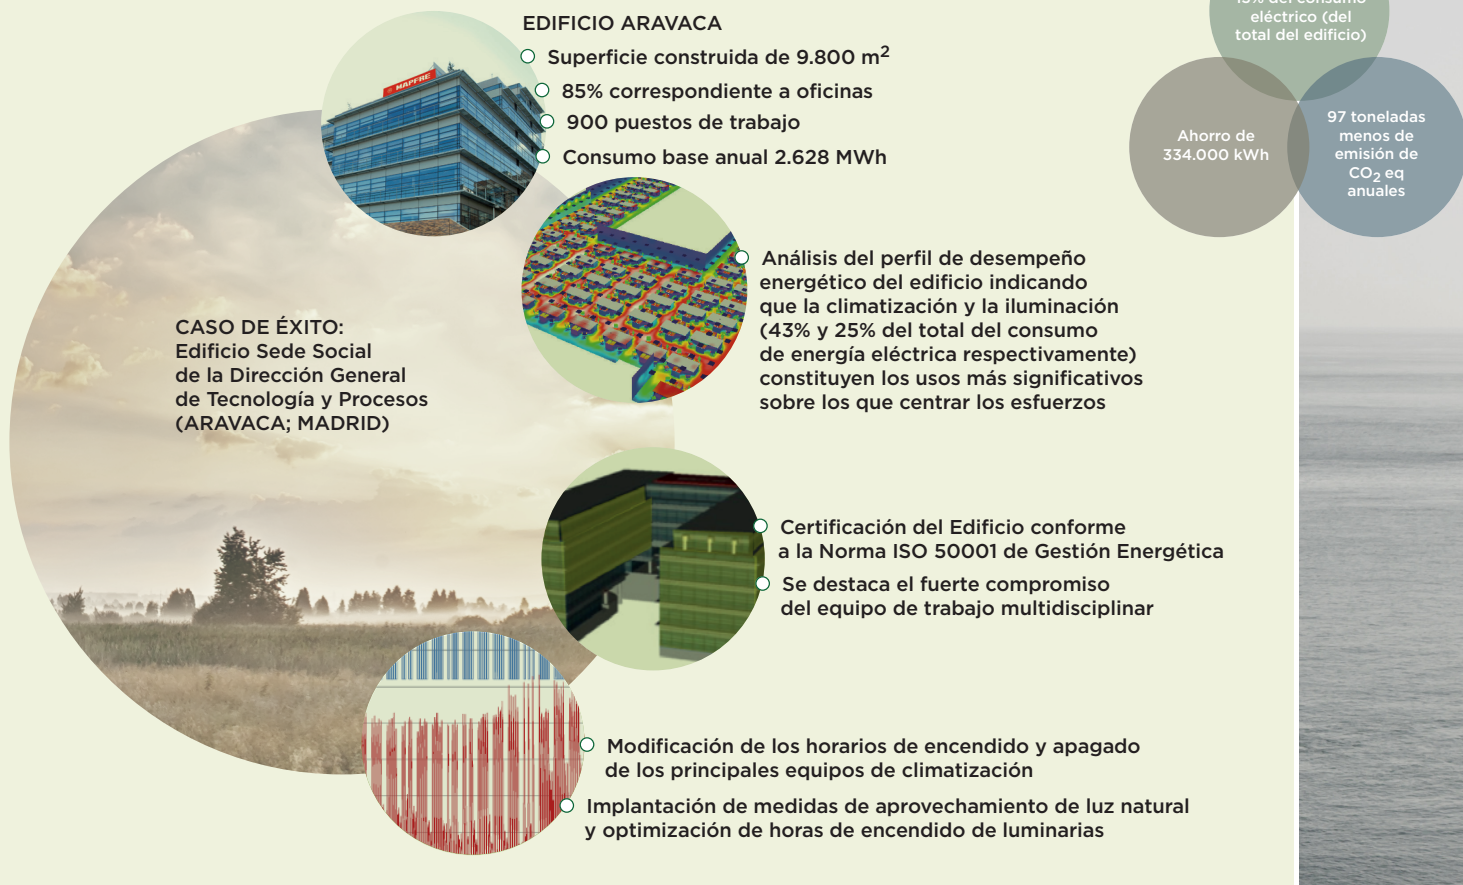 EDIFICIO ARAVACA
Superficie construida de 9.800 m²
85% correspondiente a oficinas
900 puestos de trabajo
Consumo base anual 2.628 MWh
MAPFRE
CASO DE ÉXITO:
Edificio Sede Social
de la Dirección General
de Tecnología y Procesos
(ARAVACA; MADRID)
Análisis del perfil de desempeño
energético del edificio indicando
que la climatización y la iluminación
(43% y 25% del total del consumo
de energía eléctrica respectivamente)
constituyen los usos más significativos
sobre los que centrar los esfuerzos
Certificación del Edificio conforme
a la Norma ISO 50001 de Gestión Energética
Se destaca el fuerte compromiso
del equipo de trabajo multidisciplinar
Modificación de los horarios de encendido y apagado
de los principales equipos de climatización
Implantación de medidas de aprovechamiento de luz natural
y optimización de horas de encendido de luminarias
del consumo
eléctrico (del
total del edificio)
Ahorro de
334.000 kWh
97 toneladas
menos de
emisión de
CO₂ eq
anuales